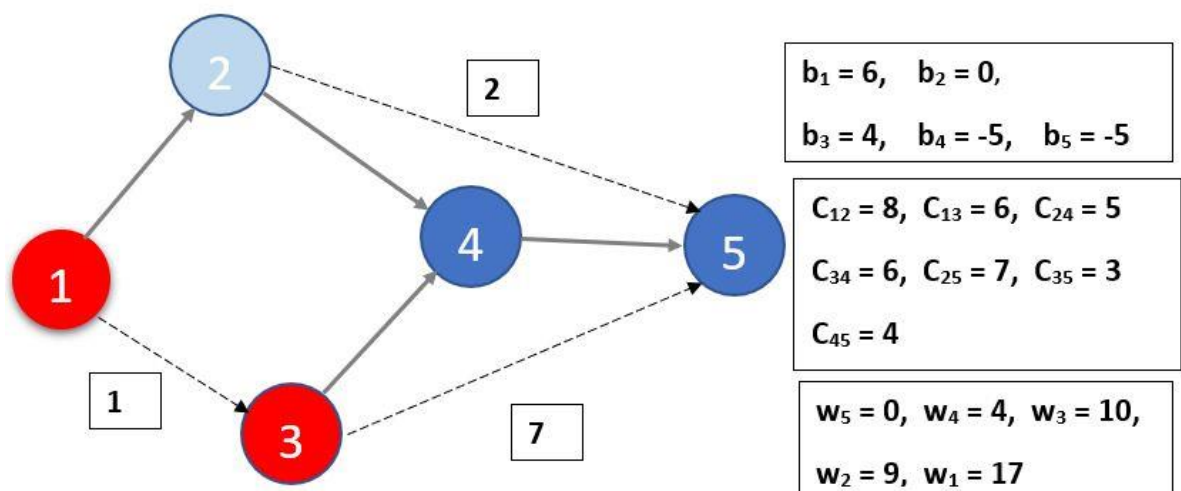 2
2
1
4
5
1
3
7
b₁ = 6, b₂ = 0,
b₃ = 4, b₄ = -5, b₅ = -5
C₁₂ = 8, C₁₃ = 6, C₂₄ = 5
C₃₄ = 6, C₂₅ = 7, C₃₅ = 3
C₄₅ = 4
w₅ = 0, w₄ = 4, w₃ = 10,
w₂ = 9, w₁ = 17